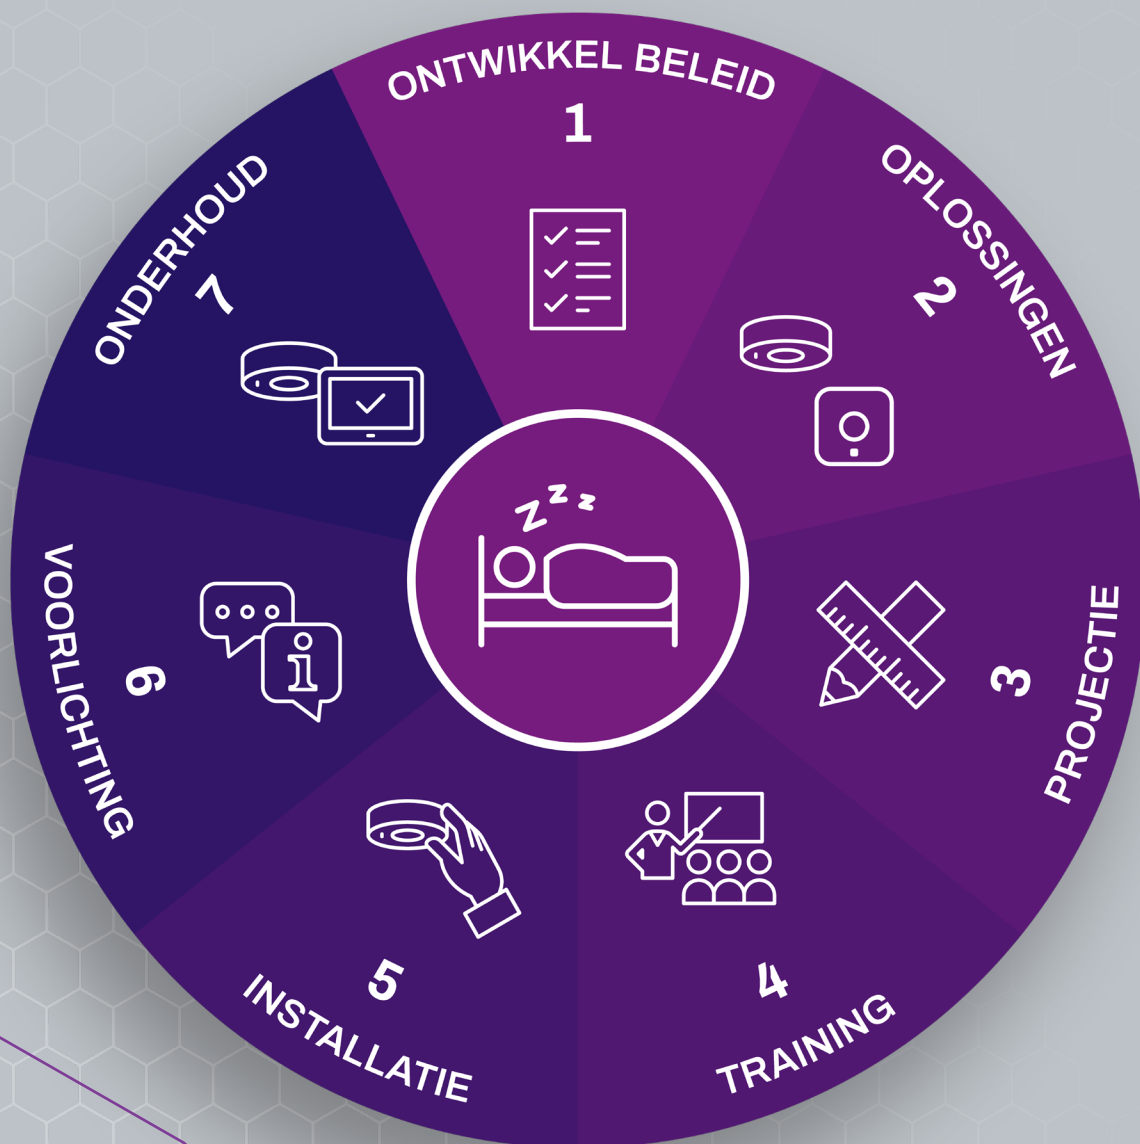 ONTWIKKEL BELEID
1
OPLOSSINGEN
2
PROJECTIE
3
TRAINING
4
INSTALLATIE
5
VOORLICHTING
6
ONDERHOUD
7
z z z
i